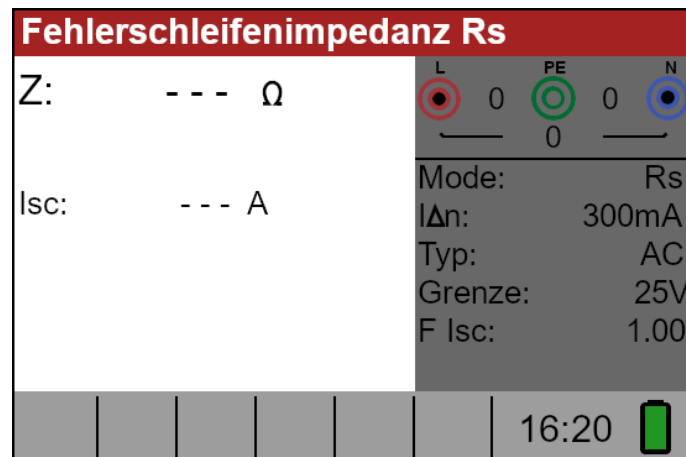 Fehlerschleifenimpedanz Rs
Z: - - - Ω
Isc: - - - A
L PE N
0 0
0
Mode: Rs
IΔn: 300mA
Typ: AC
Grenze: 25V
F Isc: 1.00
16:20